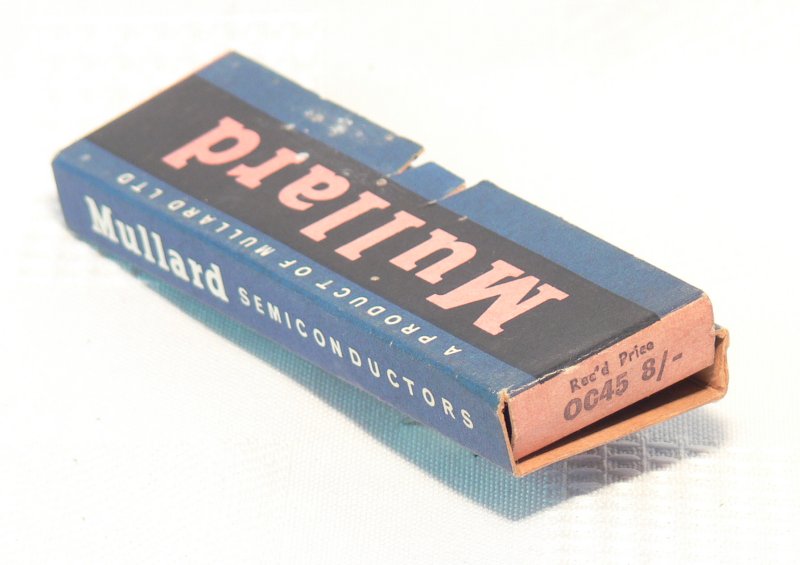 Mullard
A PRODUCT OF MULLARD LTD
Mullard SEMICONDUCTORS
Rec'd Price
OC45 8/-